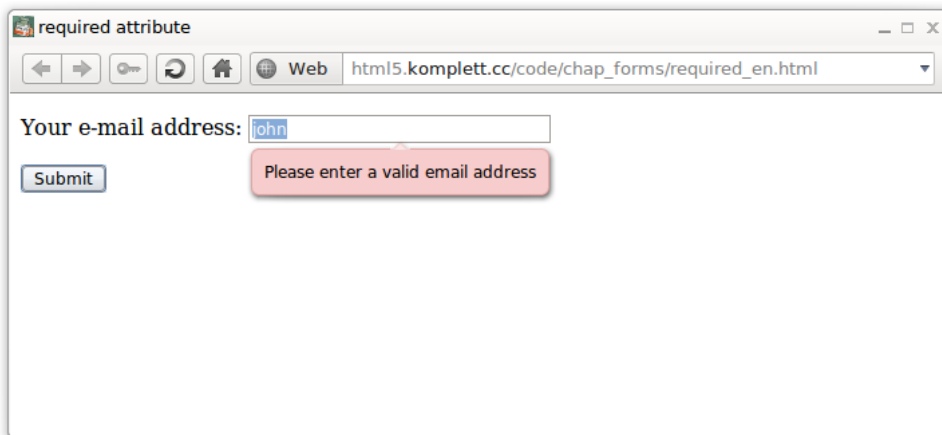 required attribute
Web html5.komplett.cc/code/chap_forms/required_en.html
Your e-mail address: john
Please enter a valid email address
Submit